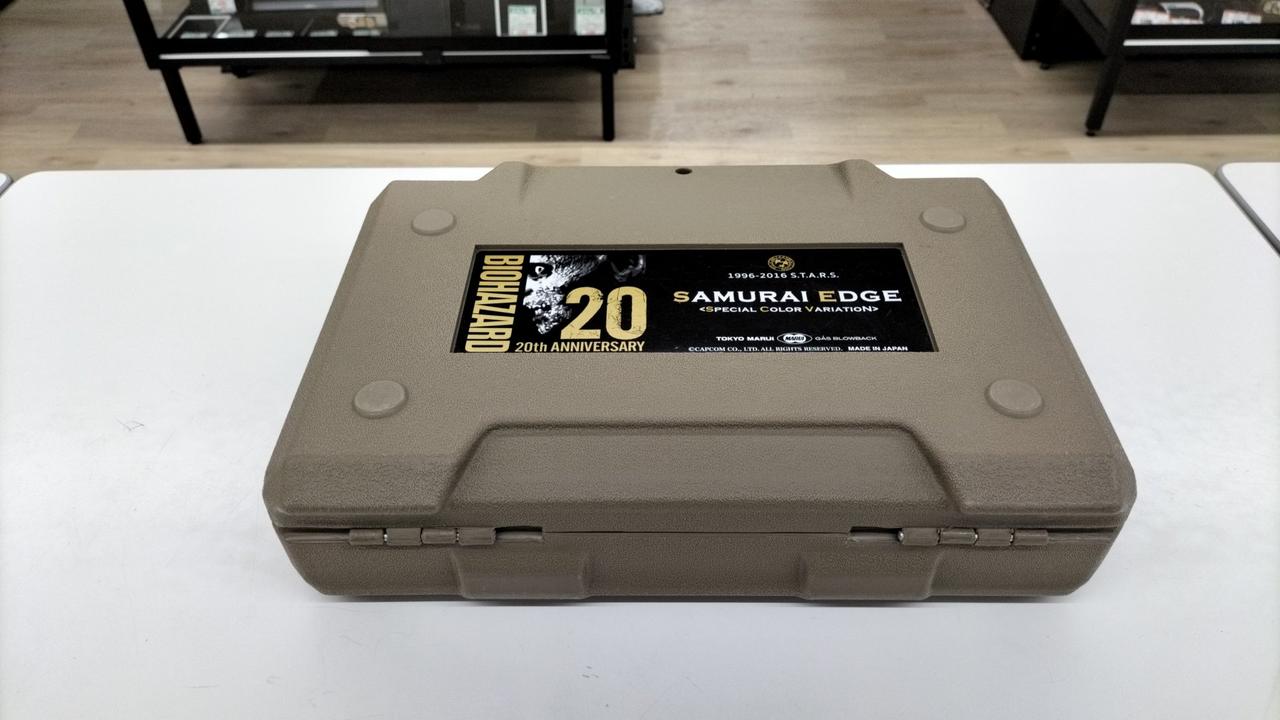 BIOHAZARD
20
20th ANNIVERSARY
1996-2016 S.T.A.R.S.
SAMURAI EDGE
<SPECIAL COLOR VARIATION>
TOKYO MARUI MARUI GAS BLOWBACK
©CAPCOM CO., LTD. ALL RIGHTS RESERVED. MADE IN JAPAN